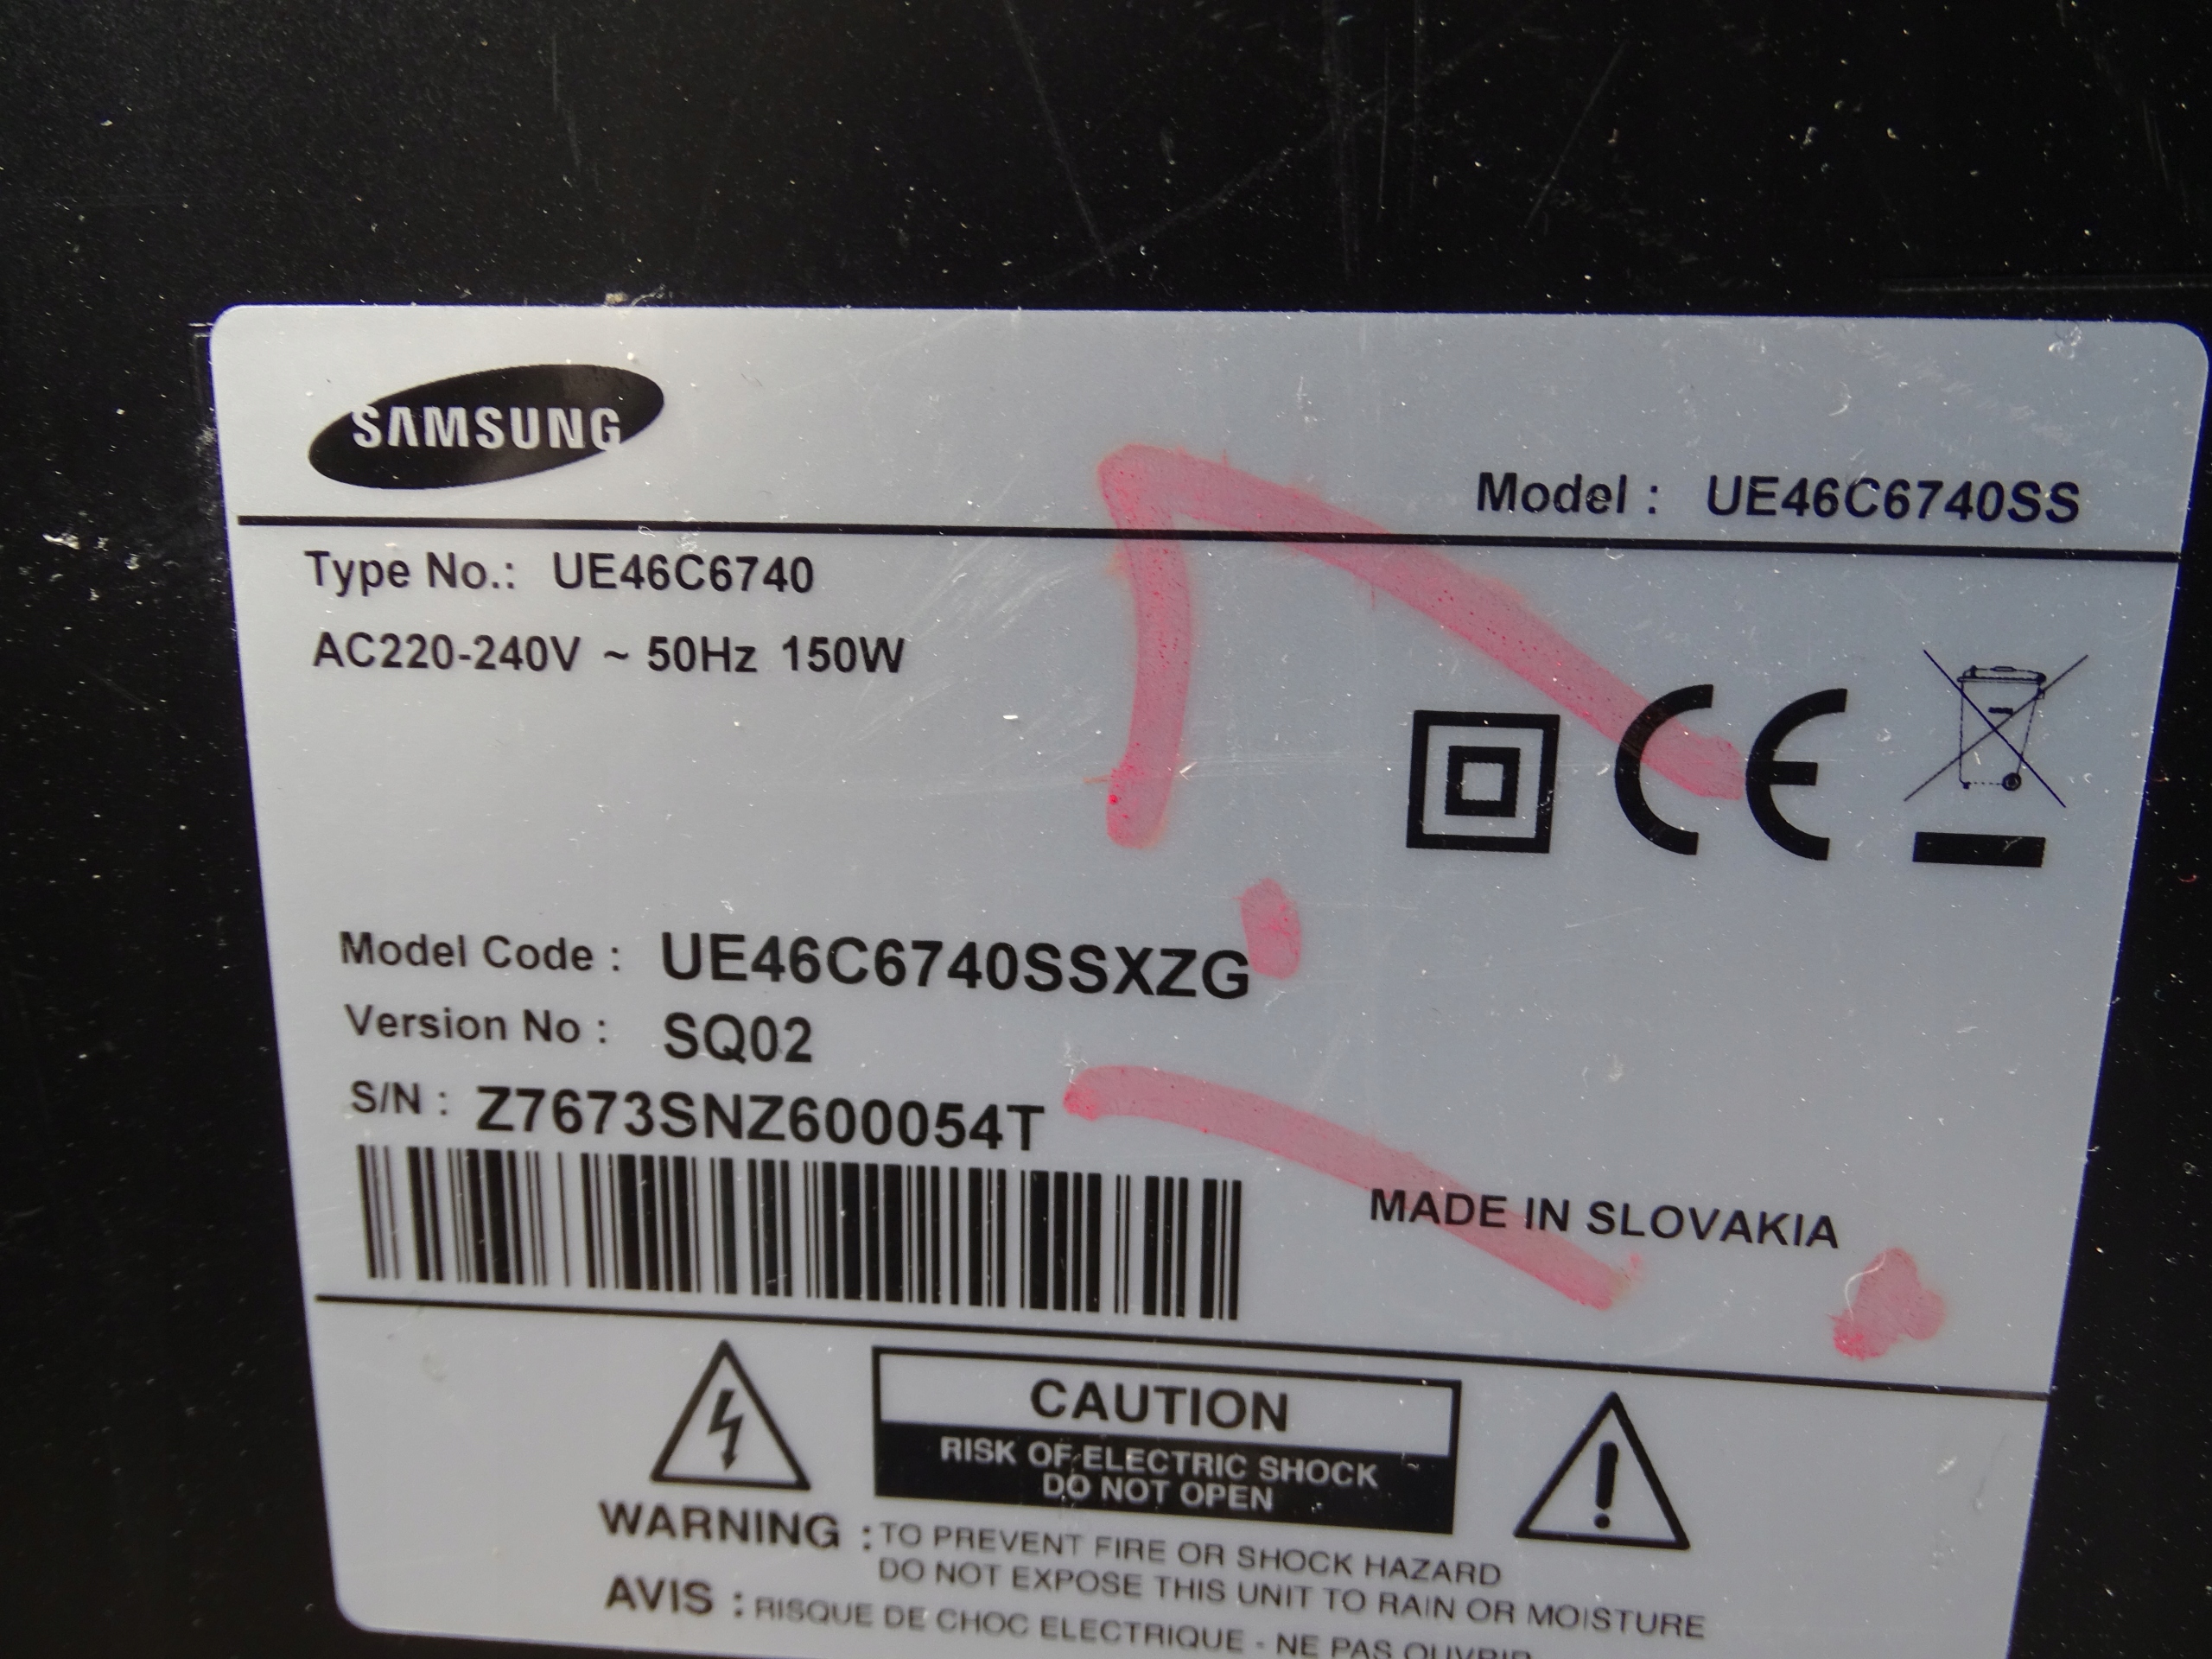 SAMSUNG
Model : UE46C6740SS
Type No.: UE46C6740
AC220-240V ~ 50Hz 150W
CE
Model Code : UE46C6740SSXZG
Version No : SQ02
S/N : Z7673SNZ600054T
MADE IN SLOVAKIA
CAUTION
RISK OF ELECTRIC SHOCK
DO NOT OPEN
WARNING : TO PREVENT FIRE OR SHOCK HAZARD
DO NOT EXPOSE THIS UNIT TO RAIN OR MOISTURE
AVIS : RISQUE DE CHOC ELECTRIQUE - NE PAS OUVRIR